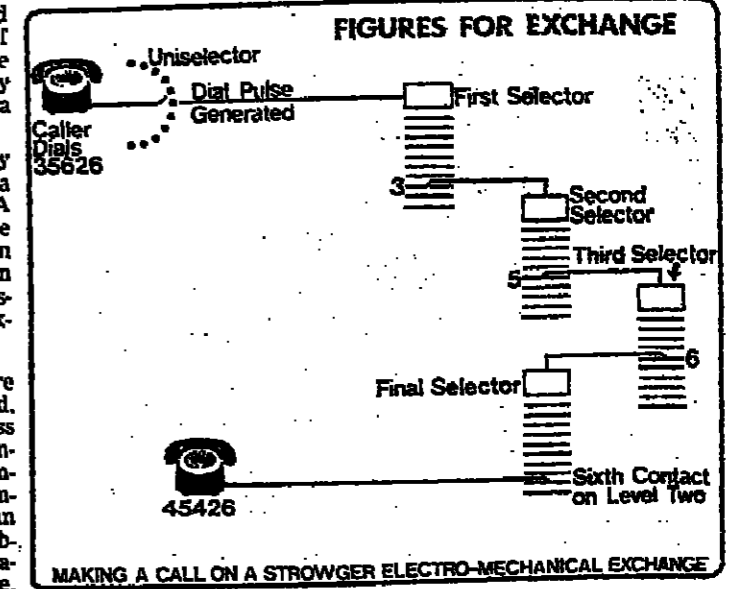 FIGURES FOR EXCHANGE
Uniselector
Dial Pulse
Generated
First Selector
Caller
Dials
35626
3
Second
Selector
Third Selector
5
6
Final Selector
Sixth Contact
on Level Two
45426
MAKING A CALL ON A STROWGER ELECTRO-MECHANICAL EXCHANGE